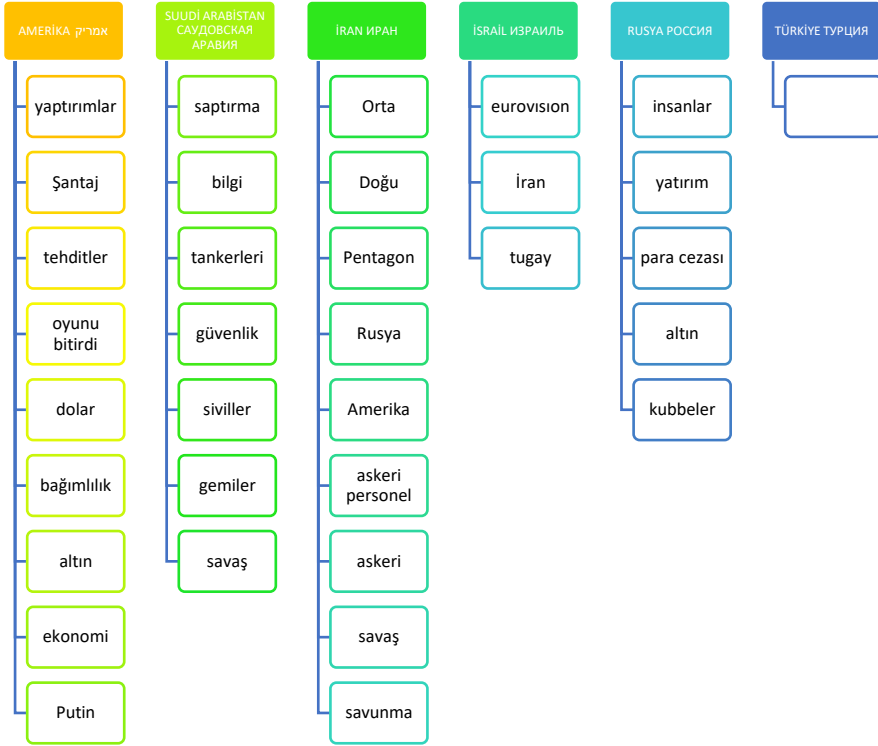 AMERİKA אמריק
yaptırımlar
Şantaj
tehditler
oyunu
bitirdi
dolar
bağımlılık
altın
ekonomi
Putin
SUUDİ ARABİSTAN
САУДОВСКАЯ
АРАВИЯ
saptırma
bilgi
tankerleri
güvenlik
siviller
gemiler
savaş
İRAN ИРАН
Orta
Doğu
Pentagon
Rusya
Amerika
askeri
personel
askeri
savaş
savunma
İSRAİL ИЗРАИЛЬ
eurovısıon
İran
tugay
RUSYA РОССИЯ
insanlar
yatırım
para cezası
altın
kubbeler
TÜRKİYE ТУРЦИЯ